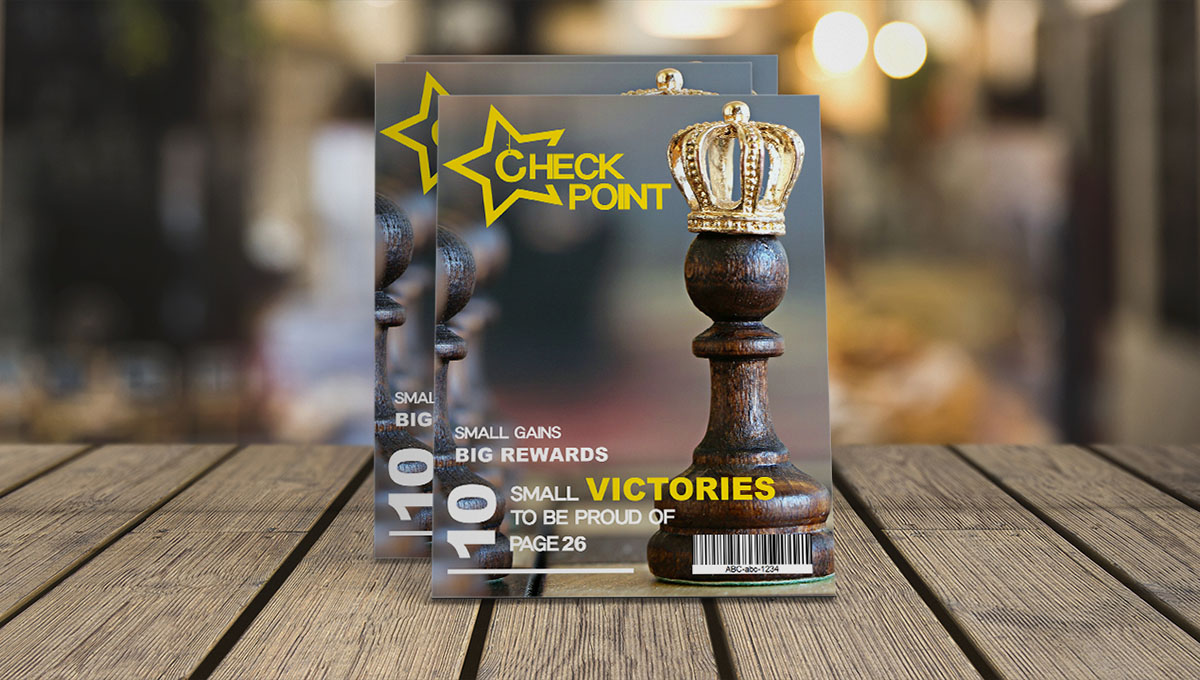 CHECK
POINT
SMALL GAINS
BIG REWARDS
10
SMALL VICTORIES
TO BE PROUD OF
PAGE 26
ABC-abc-1234
SMAL
BIG
10